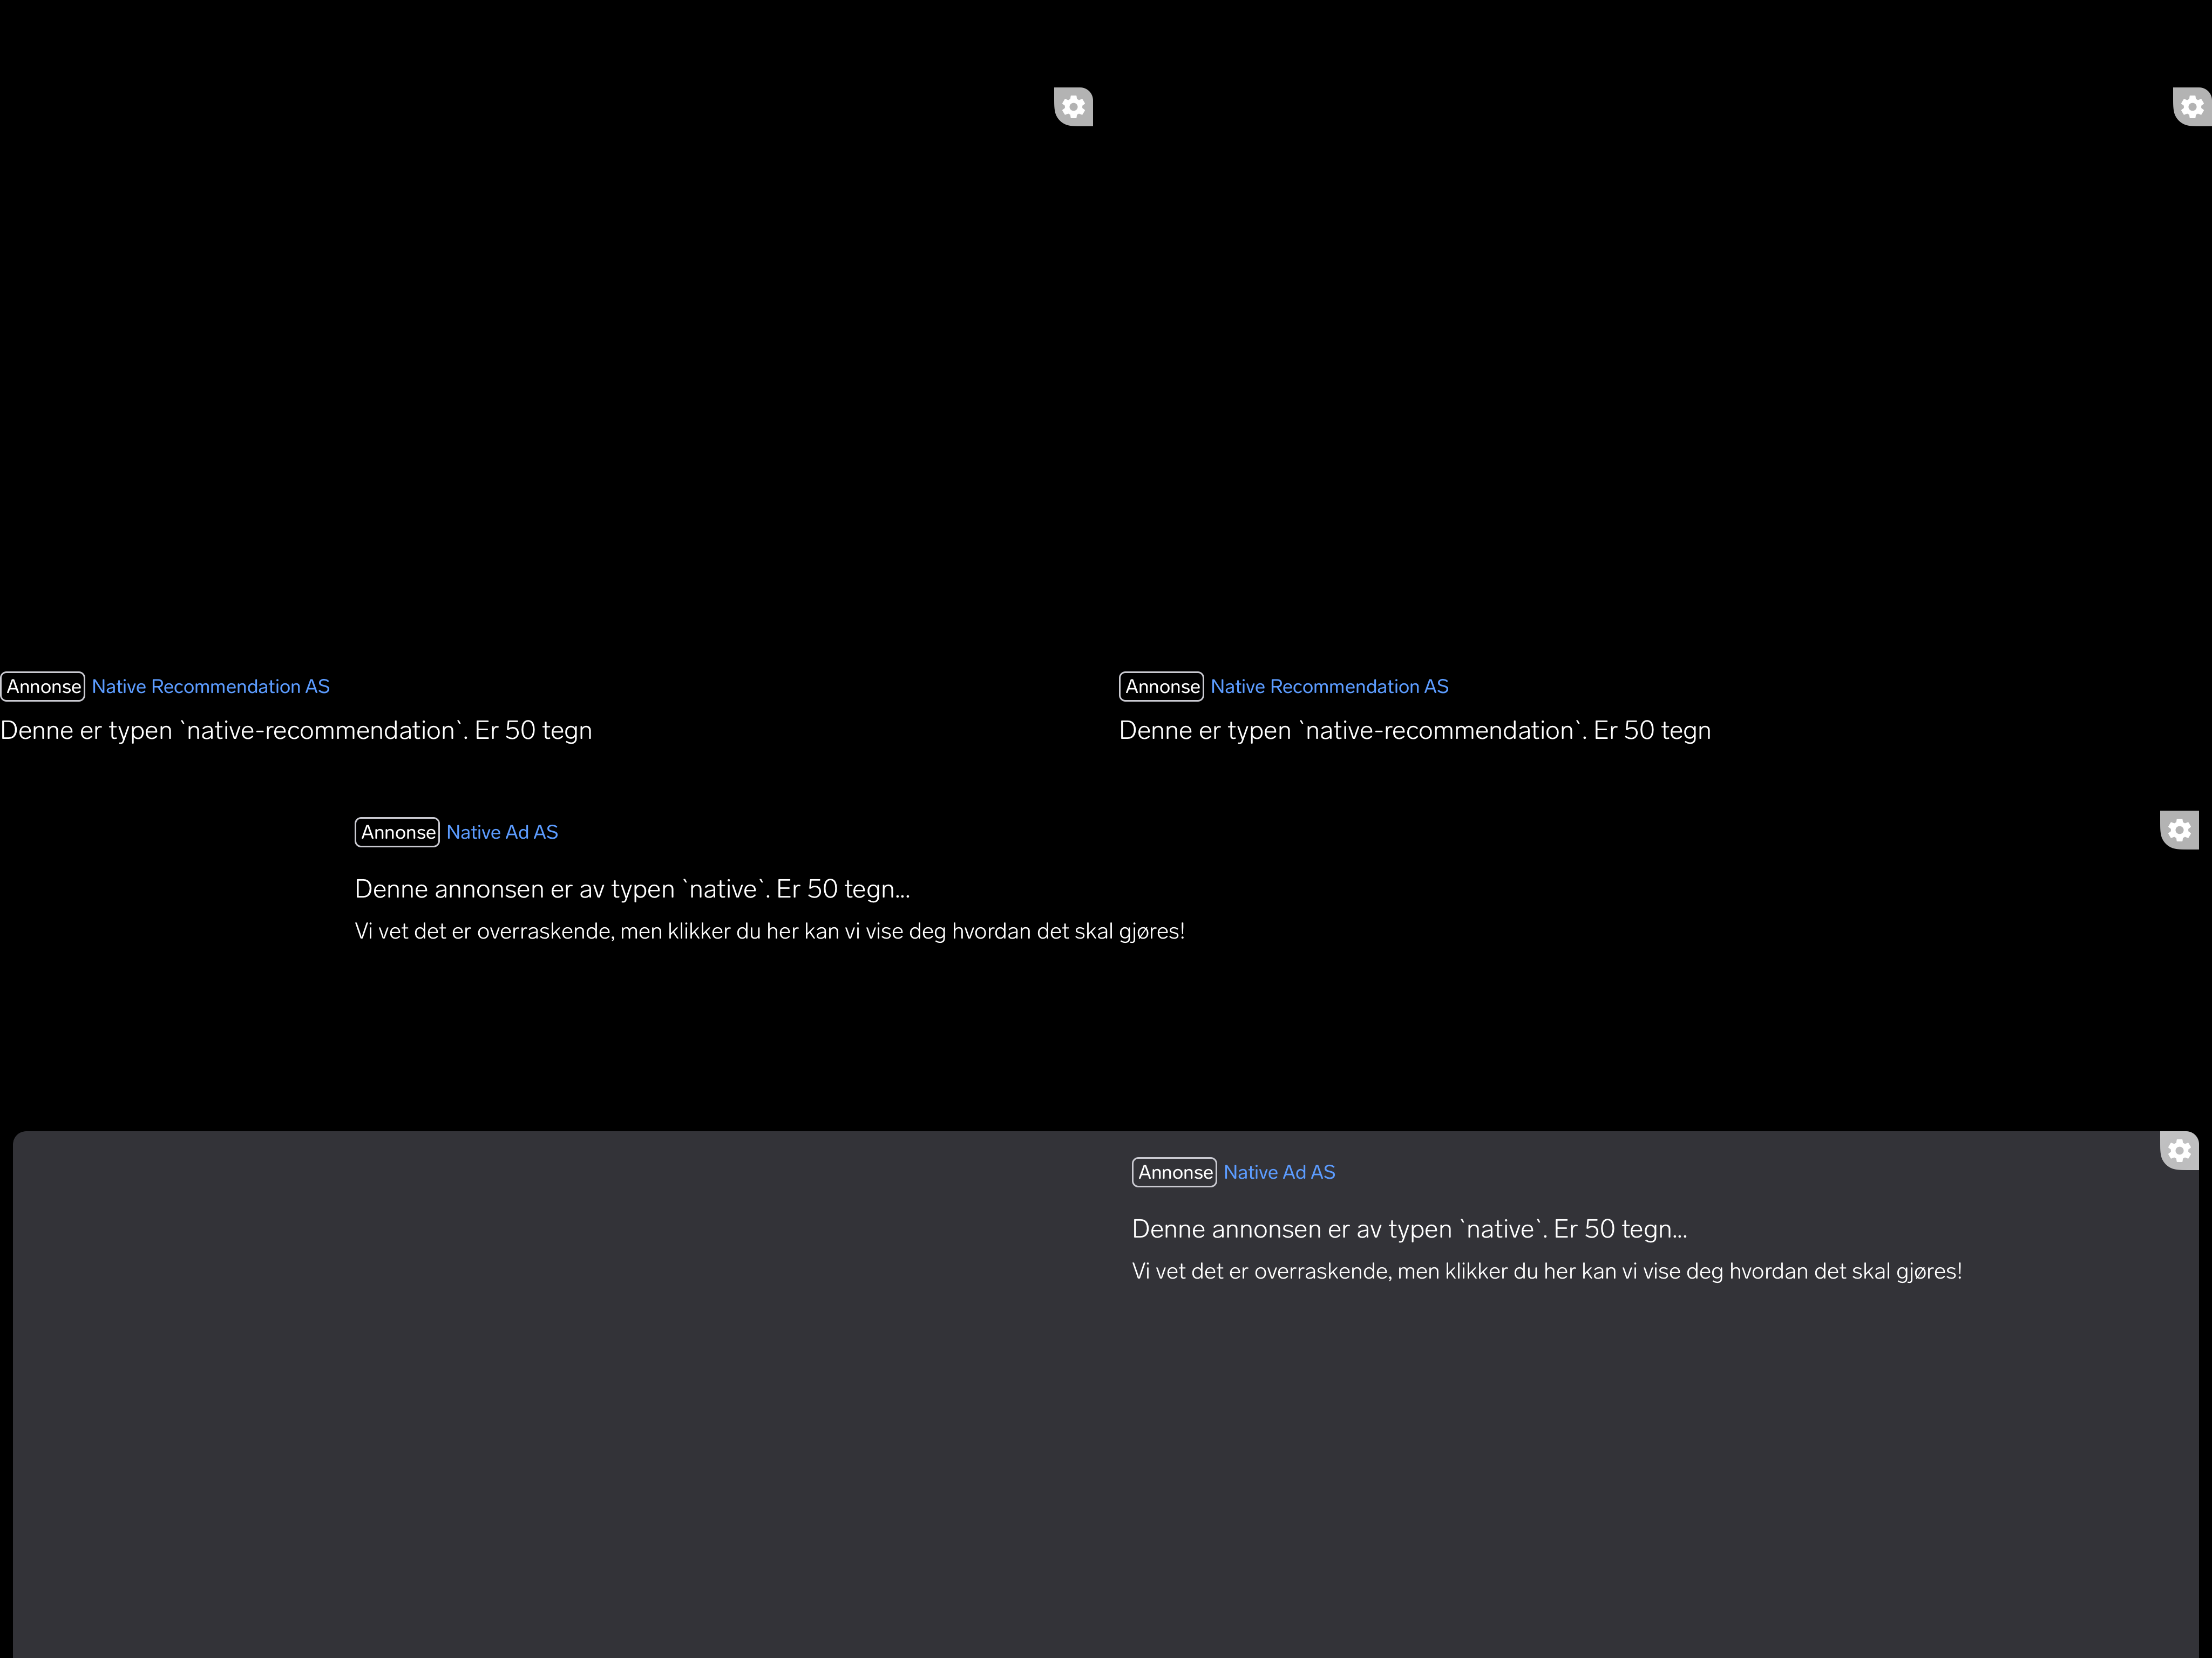 Annonse Native Recommendation AS
Denne er typen `native-recommendation`. Er 50 tegn
Annonse Native Recommendation AS
Denne er typen `native-recommendation`. Er 50 tegn
Annonse Native Ad AS
Denne annonsen er av typen `native`. Er 50 tegn...
Vi vet det er overraskende, men klikker du her kan vi vise deg hvordan det skal gjøres!
Annonse Native Ad AS
Denne annonsen er av typen `native`. Er 50 tegn...
Vi vet det er overraskende, men klikker du her kan vi vise deg hvordan det skal gjøres!